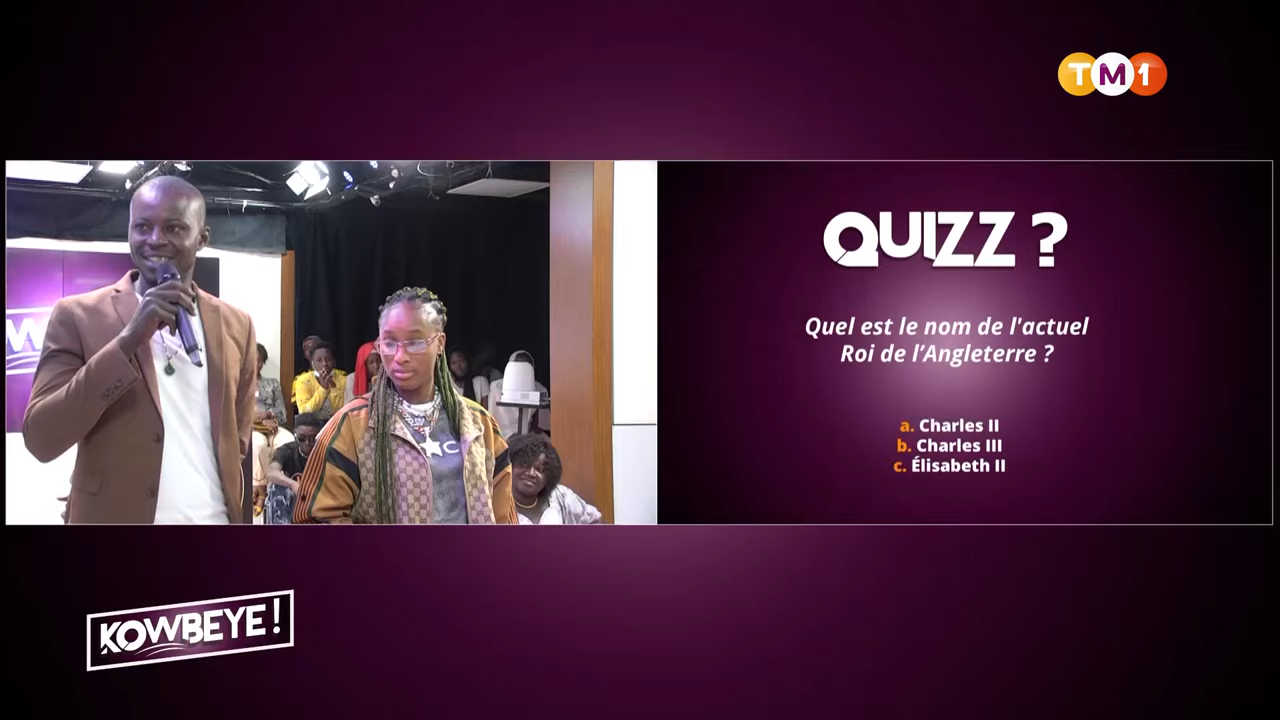 TM1
QUIZZ ?
Quel est le nom de l'actuel
Roi de l’Angleterre ?
a. Charles II
b. Charles III
c. Élisabeth II
KOWBEYE !